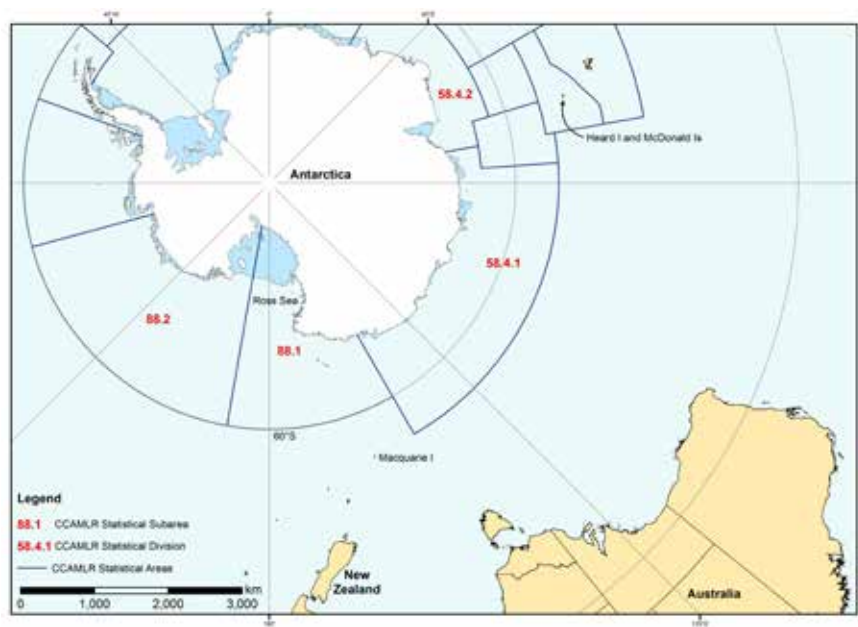 0°
58.4.2
Heard I and McDonald Is
Antarctica
58.4.1
Ross Sea
88.2
88.1
60°S
Macquarie I
Legend
88.1 CCAMLR Statistical Subarea
58.4.1 CCAMLR Statistical Division
CCAMLR Statistical Areas
km
0 1,000 2,000 3,000
New
Zealand
Australia
180°